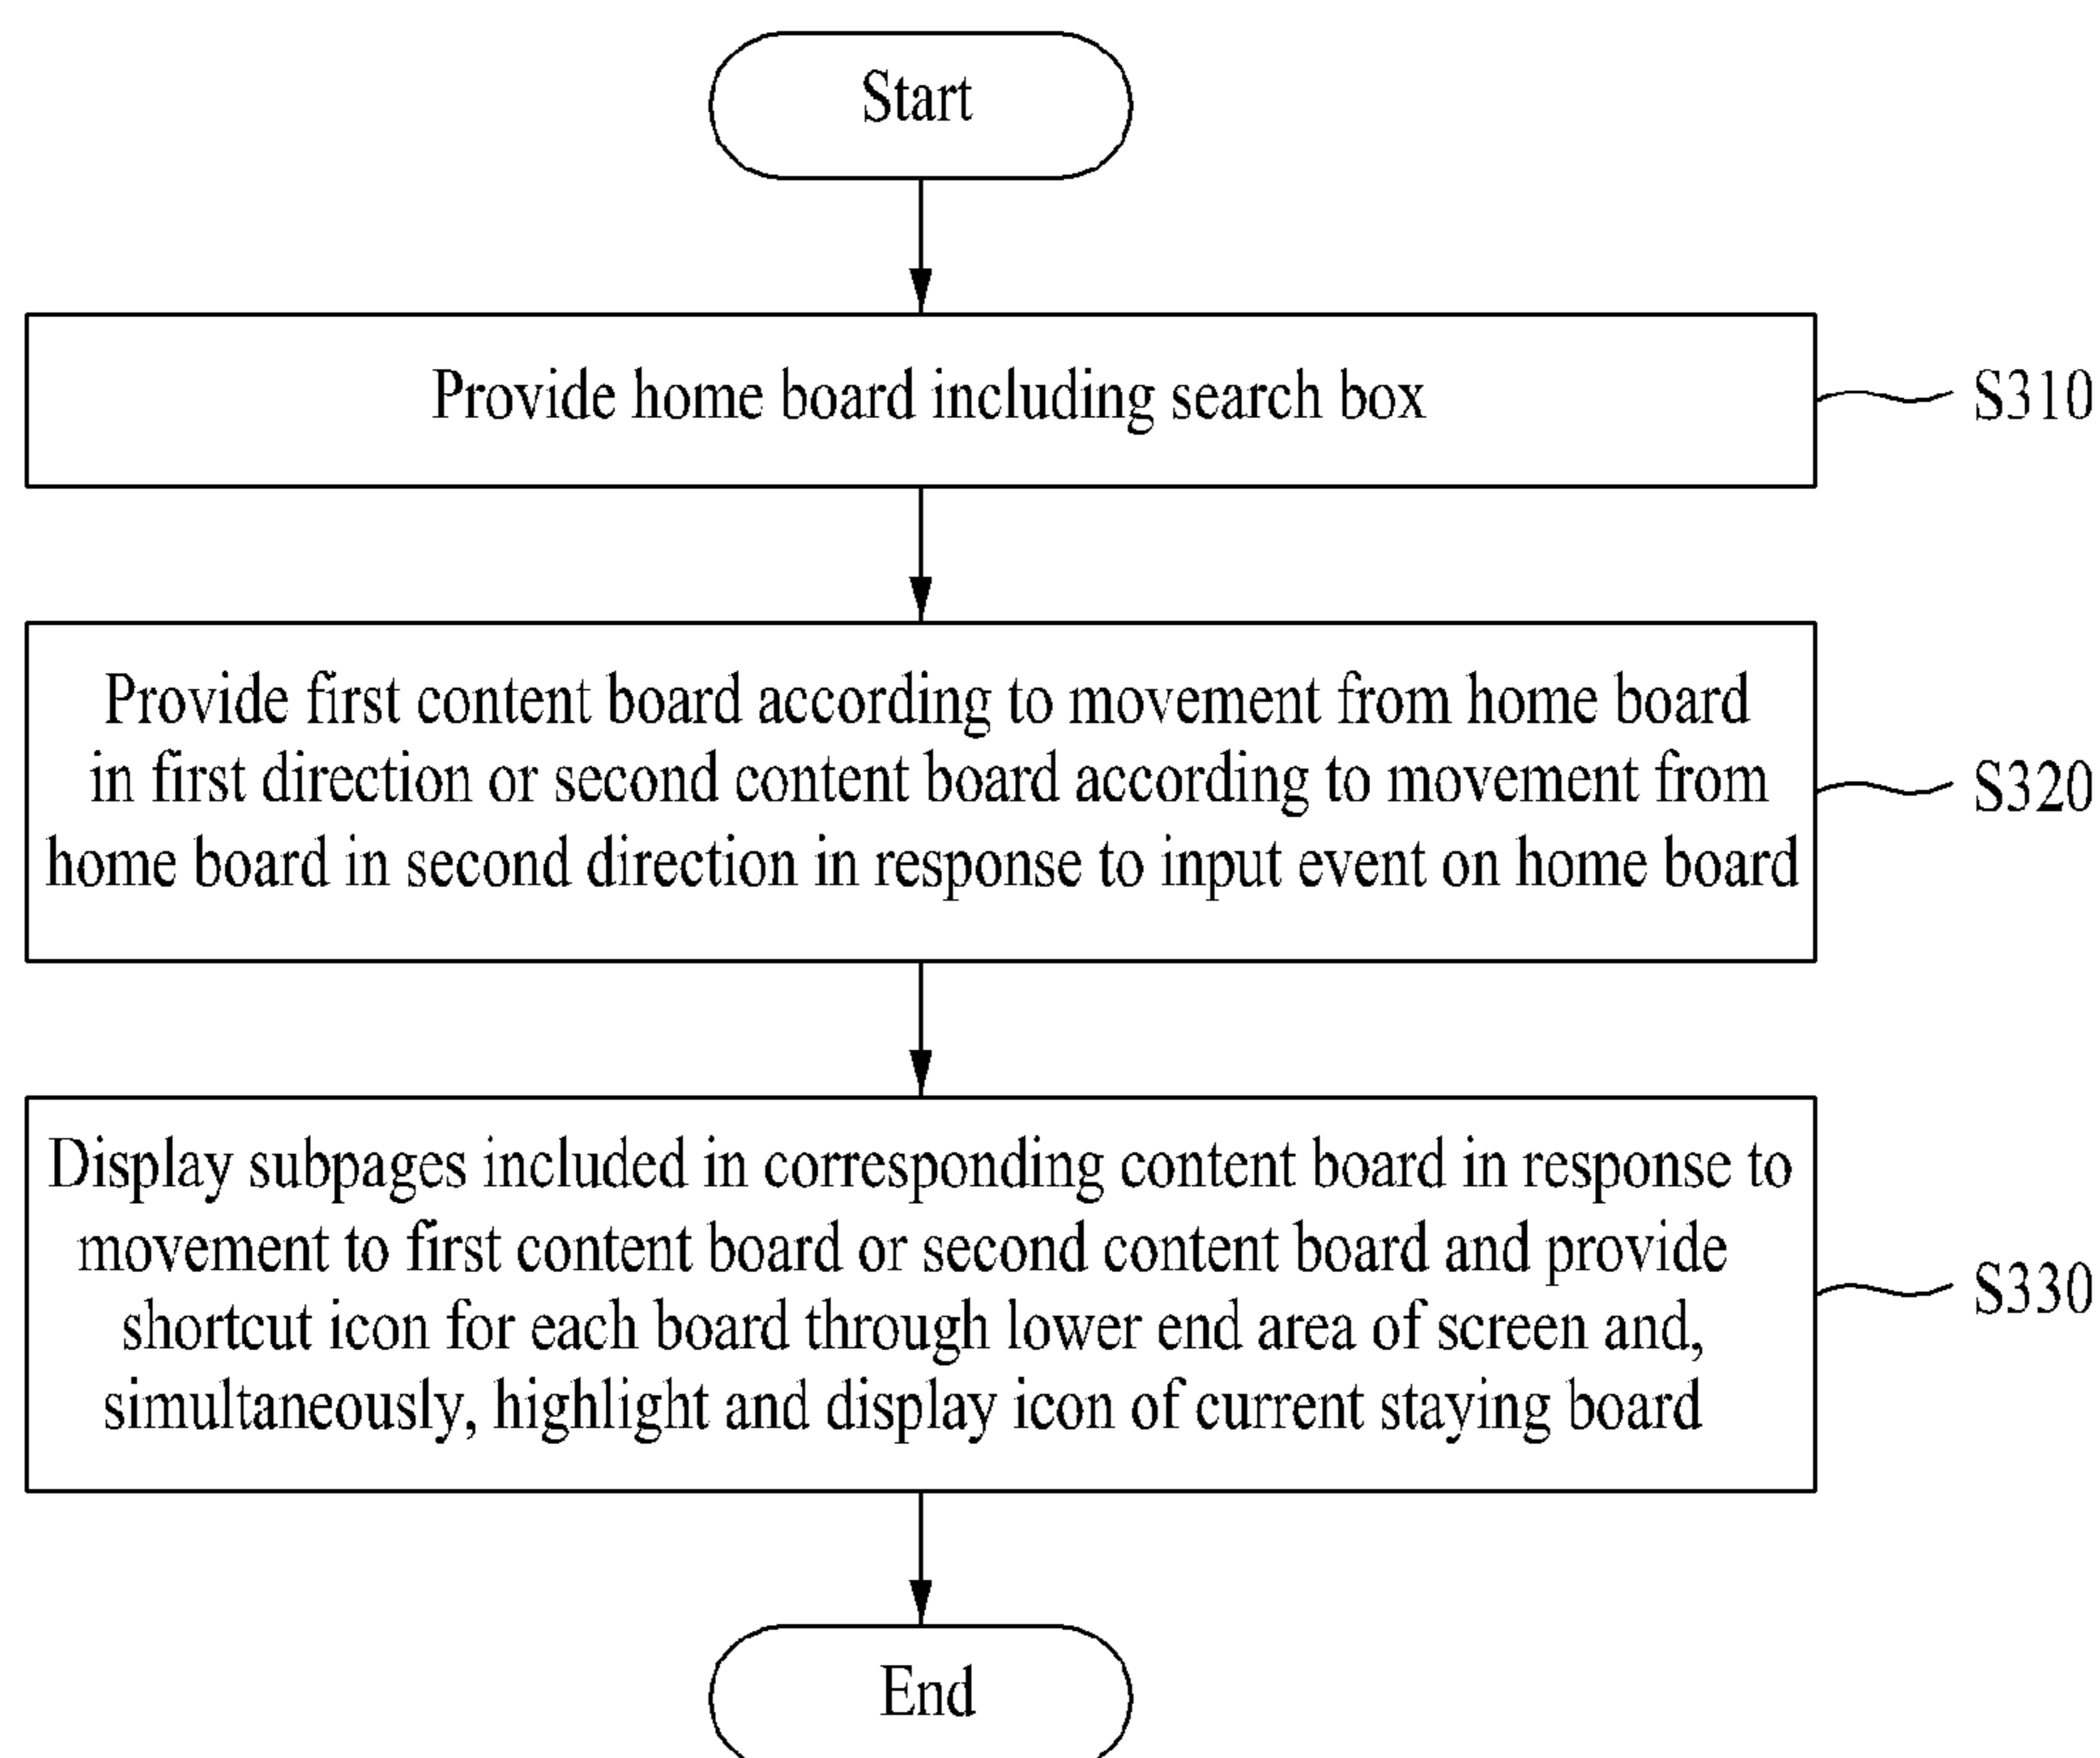 Start
Provide home board including search box
S310
Provide first content board according to movement from home board
in first direction or second content board according to movement from
home board in second direction in response to input event on home board
S320
Display subpages included in corresponding content board in response to
movement to first content board or second content board and provide
shortcut icon for each board through lower end area of screen and,
simultaneously, highlight and display icon of current staying board
S330
End